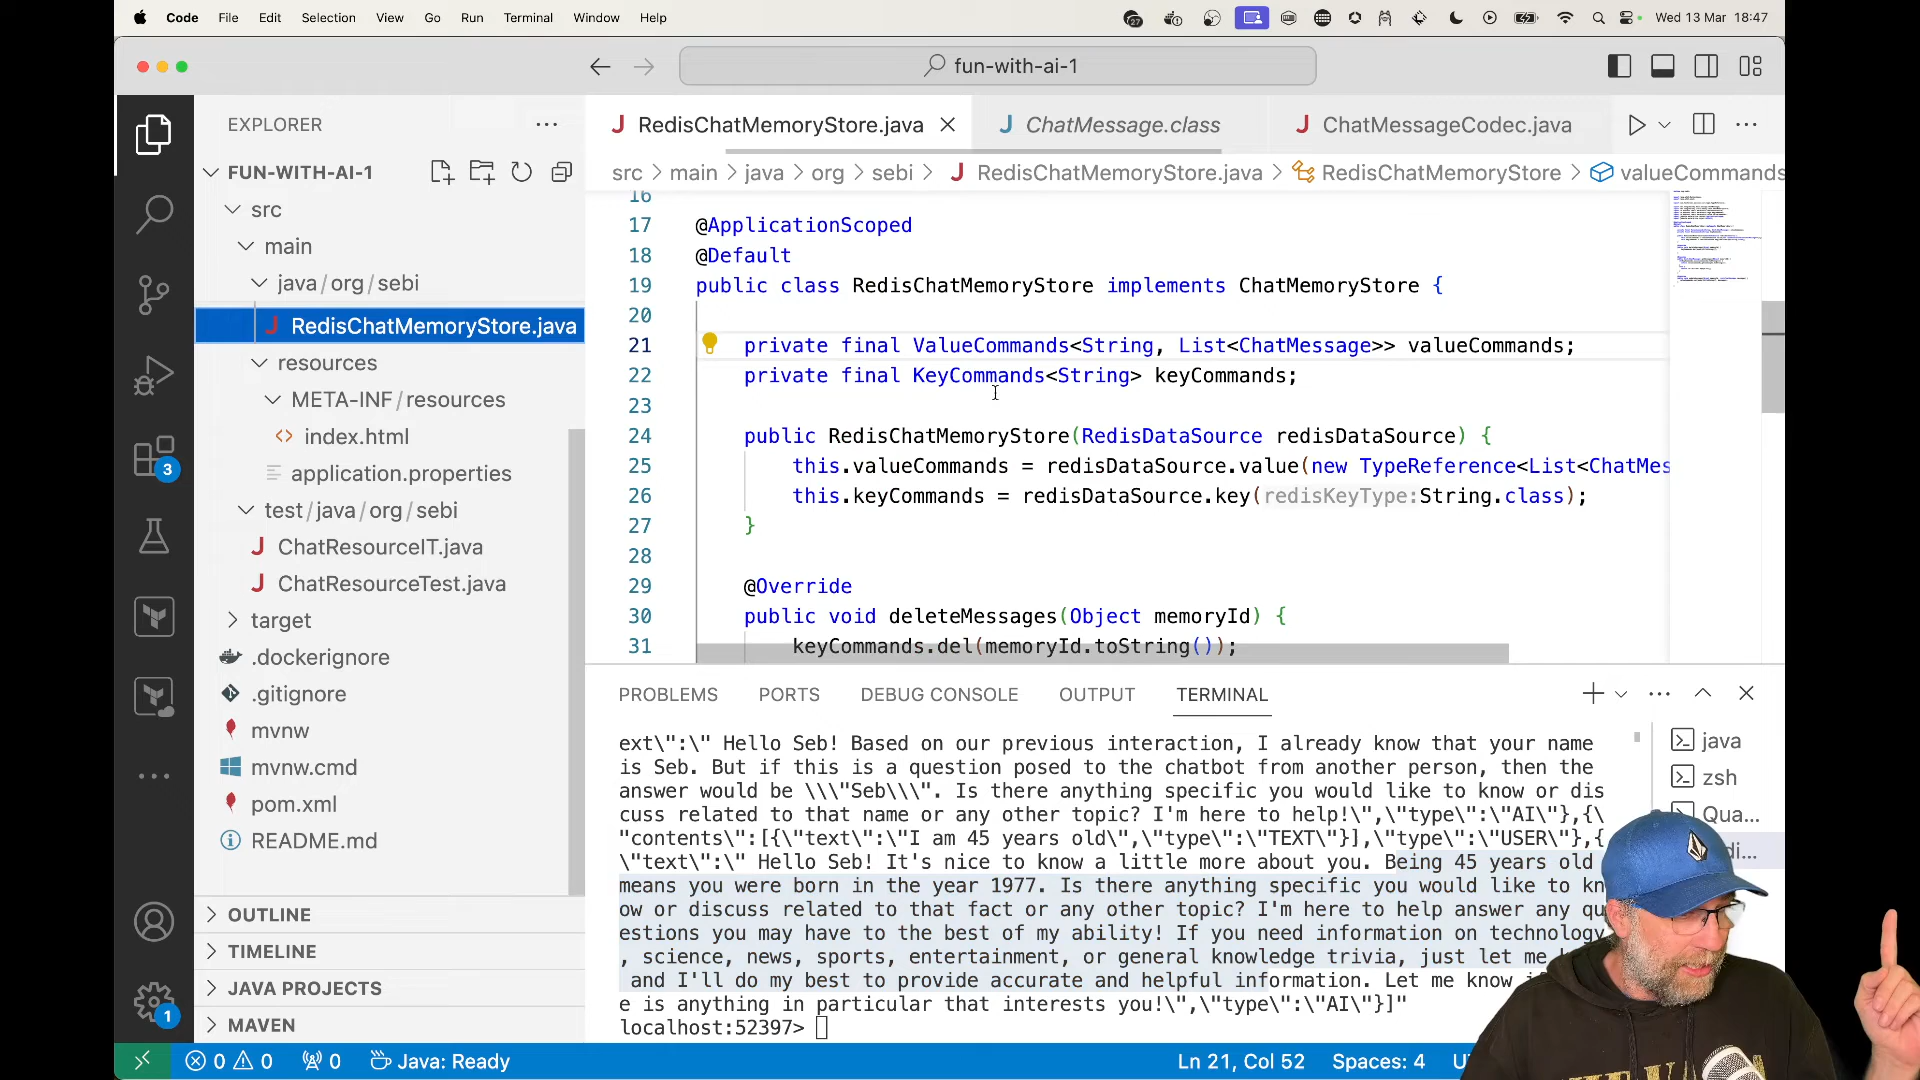 Code File Edit Selection View Go Run Terminal Window Help
27
Wed 13 Mar 18:47
fun-with-ai-1
EXPLORER
FUN-WITH-AI-1
src
main
java/org/sebi
RedisChatMemoryStore.java
resources
META-INF/resources
index.html
application.properties
test/java/org/sebi
ChatResourceIT.java
ChatResourceTest.java
target
.dockerignore
.gitignore
mvnw
mvnw.cmd
pom.xml
README.md
OUTLINE
TIMELINE
JAVA PROJECTS
MAVEN
3
1
RedisChatMemoryStore.java
ChatMessage.class
ChatMessageCodec.java
src > main > java > org > sebi > RedisChatMemoryStore.java > RedisChatMemoryStore > valueCommands
16
17 @ApplicationScoped
18 @Default
19 public class RedisChatMemoryStore implements ChatMemoryStore {
20
21 private final ValueCommands<String, List<ChatMessage>> valueCommands;
22 private final KeyCommands<String> keyCommands;
23
24 public RedisChatMemoryStore(RedisDataSource redisDataSource) {
25 this.valueCommands = redisDataSource.value(new TypeReference<List<ChatMes
26 this.keyCommands = redisDataSource.key(redisKeyType:String.class);
27 }
28
29 @Override
30 public void deleteMessages(Object memoryId) {
31 keyCommands.del(memoryId.toString());
PROBLEMS PORTS DEBUG CONSOLE OUTPUT TERMINAL
ext\":\" Hello Seb! Based on our previous interaction, I already know that your name
is Seb. But if this is a question posed to the chatbot from another person, then the
answer would be \\\"Seb\\\". Is there anything specific you would like to know or dis
cuss related to that name or any other topic? I'm here to help!\",\"type\":\"AI\"},{\
"contents\":[{\"text\":\"I am 45 years old\",\"type\":\"TEXT\"}],\"type\":\"USER\"},{
\"text\":\" Hello Seb! It's nice to know a little more about you. Being 45 years old
means you were born in the year 1977. Is there anything specific you would like to kn
ow or discuss related to that fact or any other topic? I'm here to help answer any qu
estions you may have to the best of my ability! If you need information on technology
, science, news, sports, entertainment, or general knowledge trivia, just let me
and I'll do my best to provide accurate and helpful information. Let me know
e is anything in particular that interests you!\",\"type\":\"AI\"}]"
localhost:52397>
java
zsh
Qua...
di...
0 0 0 Java: Ready
Ln 21, Col 52 Spaces: 4